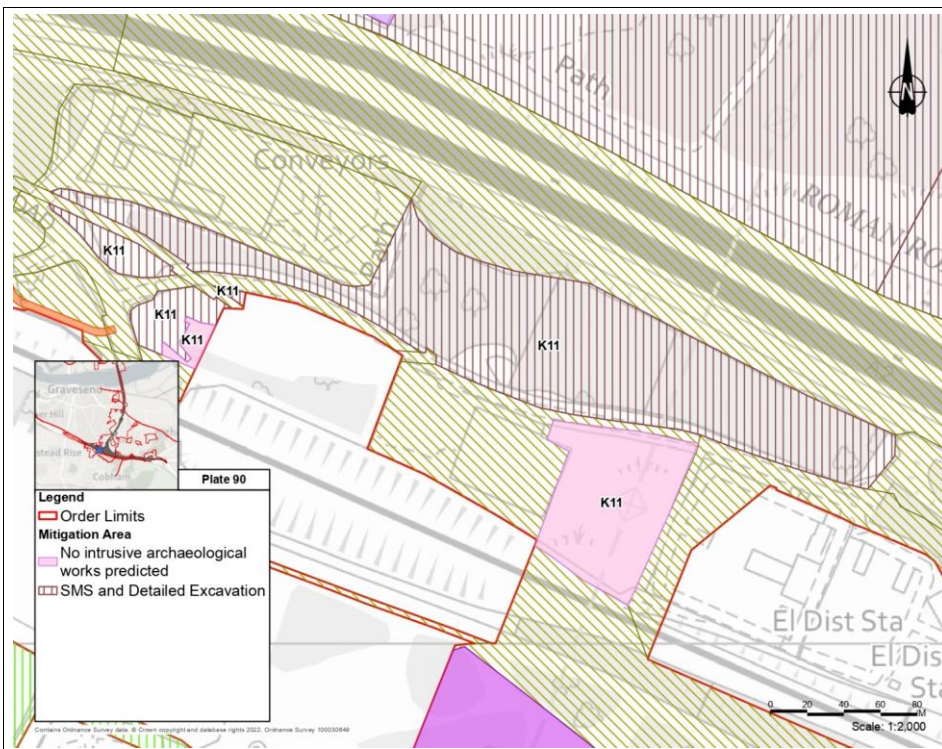 Path
Conveyors
ROMAN RO
K11
K11
K11
K11
K11
A2
K11
N
Gravesend
Cobham
Plate 90
Legend
Order Limits
Mitigation Area
No intrusive archaeological
works predicted
SMS and Detailed Excavation
El Dist Sta
El Dis
Sta
0 20 40 60 80
M
Scale: 1:2,000
Contains Ordnance Survey data. © Crown copyright and database rights 2022. Ordnance Survey 100030649